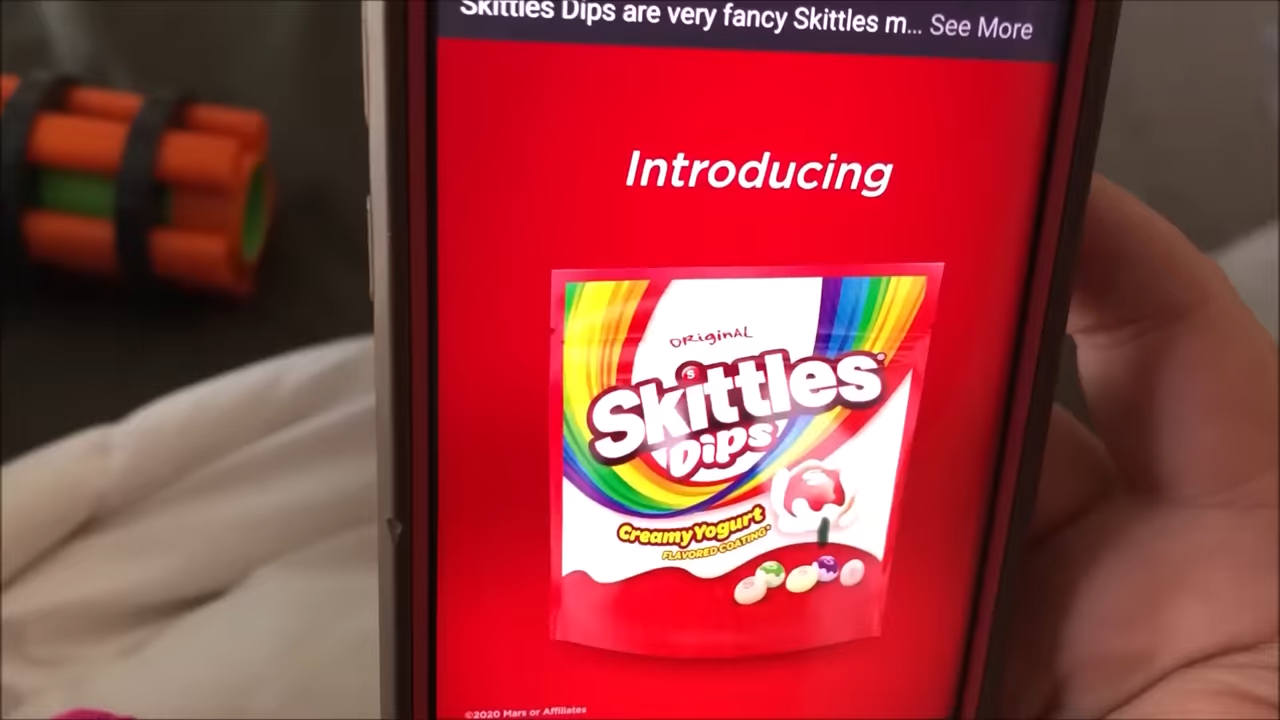 Skittles Dips are very fancy Skittles m... See More
Introducing
ORiginAL
S
Skittles®
Dips
Creamy Yogurt
FLAVORED COATING*
©2020 Mars or Affiliates